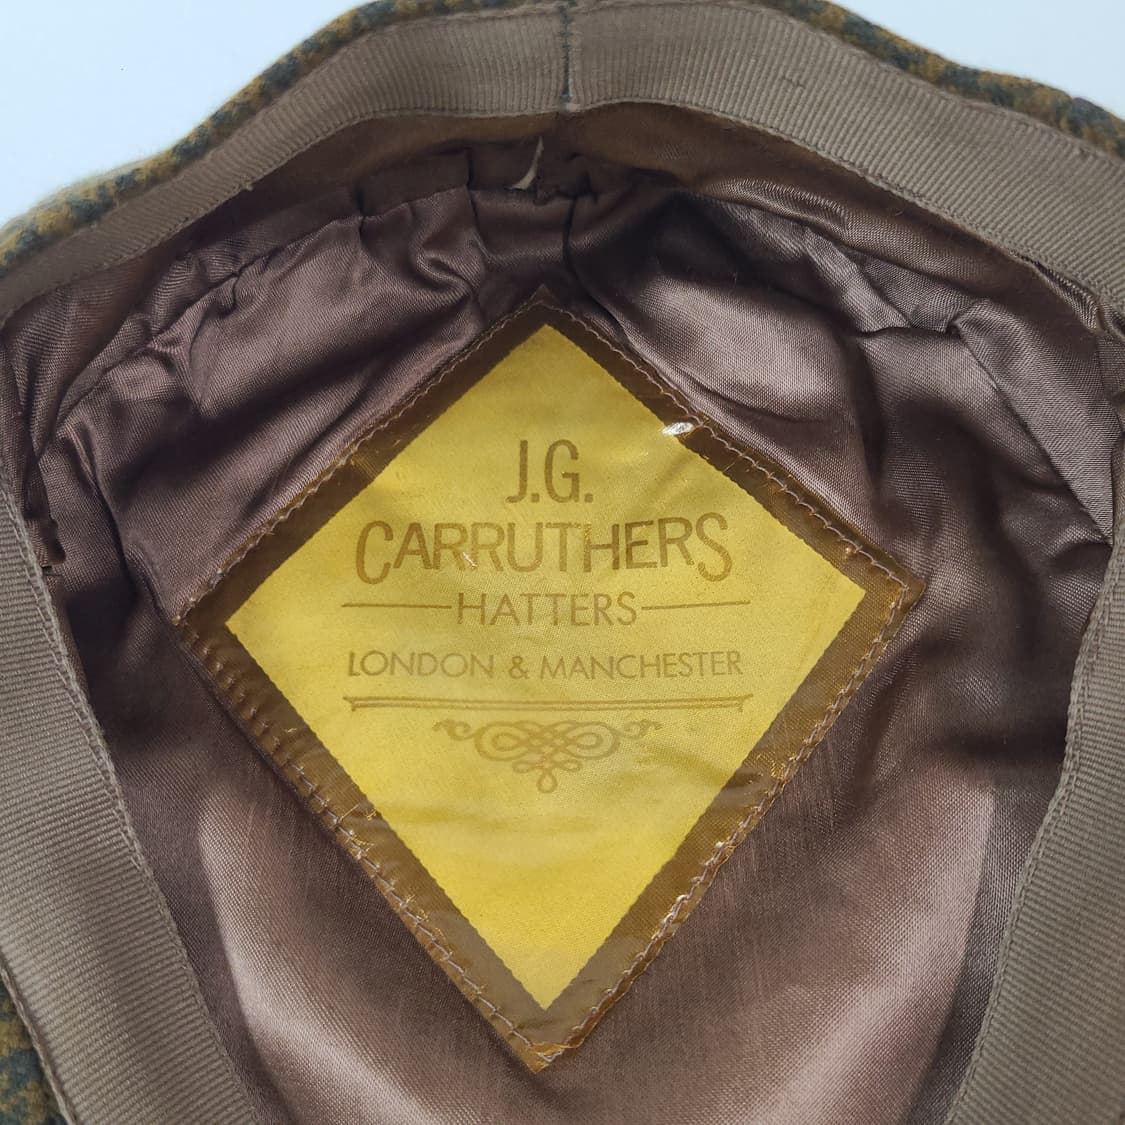 J.G.
CARRUTHERS
HATTERS
LONDON & MANCHESTER